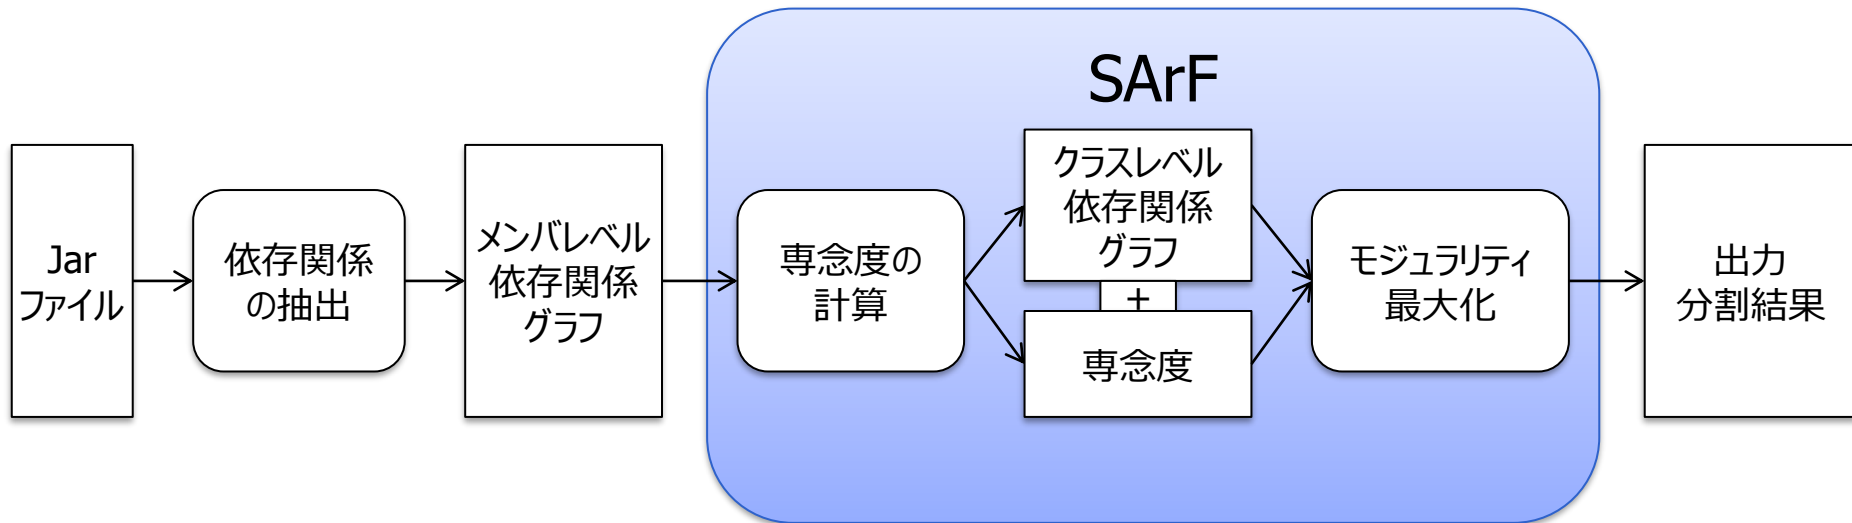 SArF
Jar
ファイル
依存関係
の抽出
メンバレベル
依存関係
グラフ
専念度の
計算
クラスレベル
依存関係
グラフ
+
専念度
モジュラリティ
最大化
出力
分割結果